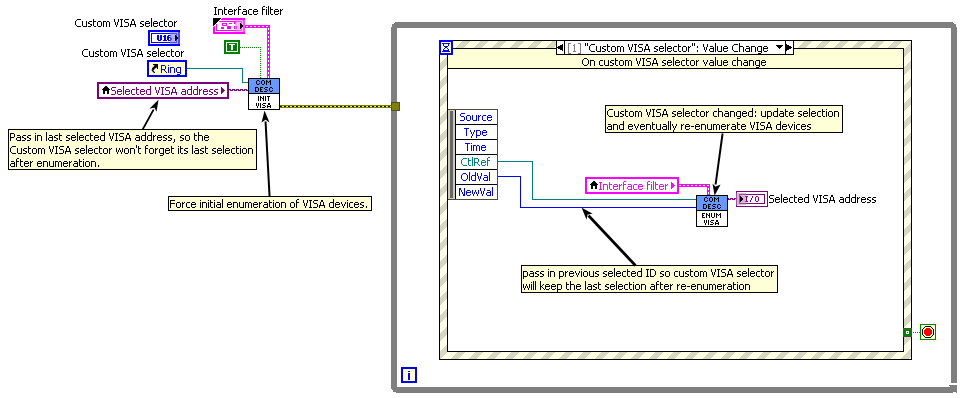 Interface filter
Custom VISA selector
U16
T
Custom VISA selector
Ring
Selected VISA address
COM
DESC
INIT
VISA
Pass in last selected VISA address, so the
Custom VISA selector won't forget its last selection
after enumeration.
Force initial enumeration of VISA devices.
[1] "Custom VISA selector": Value Change
On custom VISA selector value change
Source
Type
Time
CtlRef
OldVal
NewVal
Custom VISA selector changed: update selection
and eventually re-enumerate VISA devices
Interface filter
COM
DESC
ENUM
VISA
I/O
Selected VISA address
pass in previous selected ID so custom VISA selector
will keep the last selection after re-enumeration
i